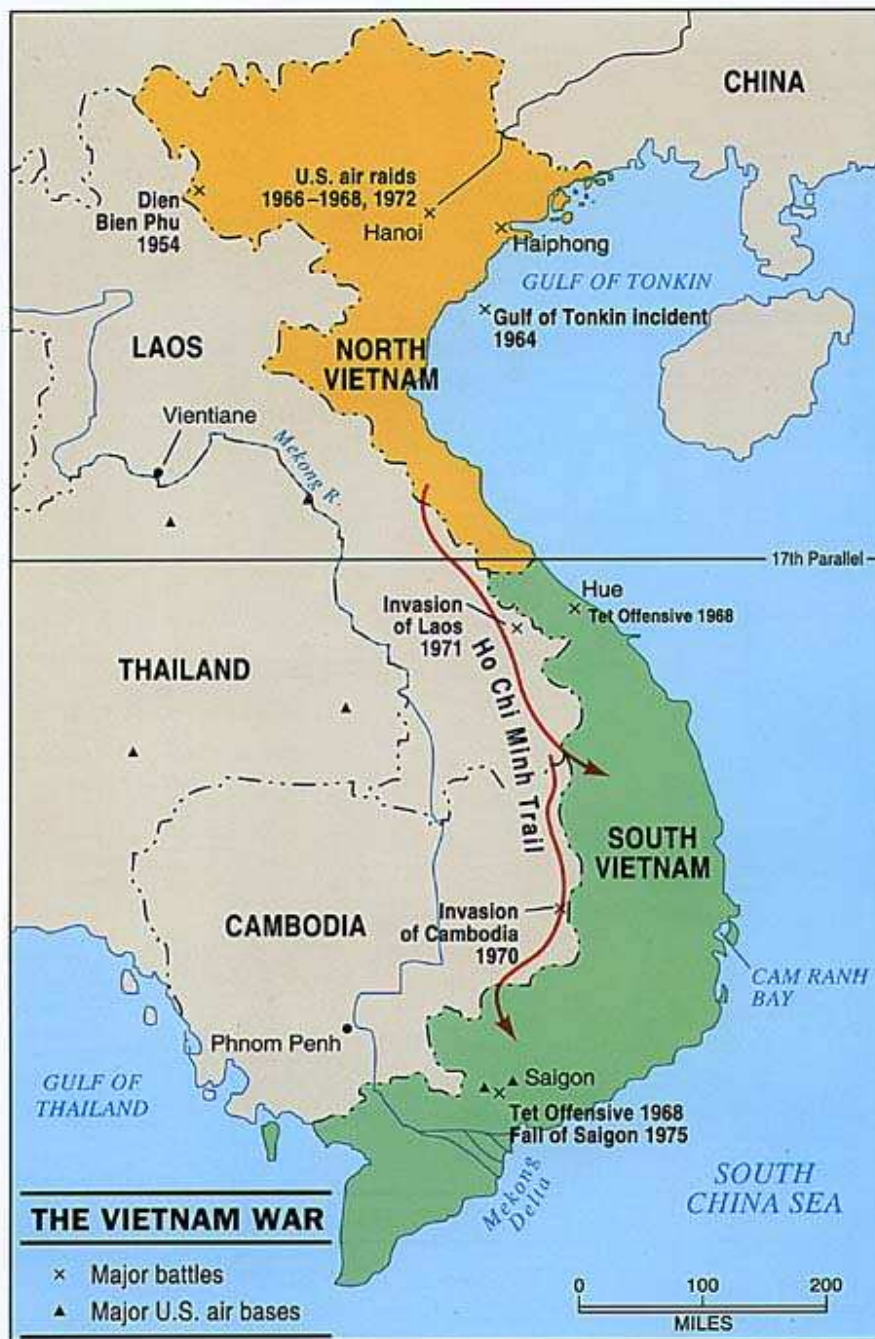 CHINA
U.S. air raids
1966–1968, 1972
Dien
Bien Phu
1954
Hanoi
Haiphong
GULF OF TONKIN
Gulf of Tonkin incident
1964
LAOS
NORTH
VIETNAM
Vientiane
Mekong R.
17th Parallel
Hue
Tet Offensive 1968
Invasion
of Laos
1971
Ho Chi Minh Trail
THAILAND
SOUTH
VIETNAM
Invasion
of Cambodia
1970
CAMBODIA
CAM RANH
BAY
Phnom Penh
GULF OF
THAILAND
Saigon
Tet Offensive 1968
Fall of Saigon 1975
Mekong
Delta
SOUTH
CHINA SEA
THE VIETNAM WAR
× Major battles
▲ Major U.S. air bases
0 100 200
MILES